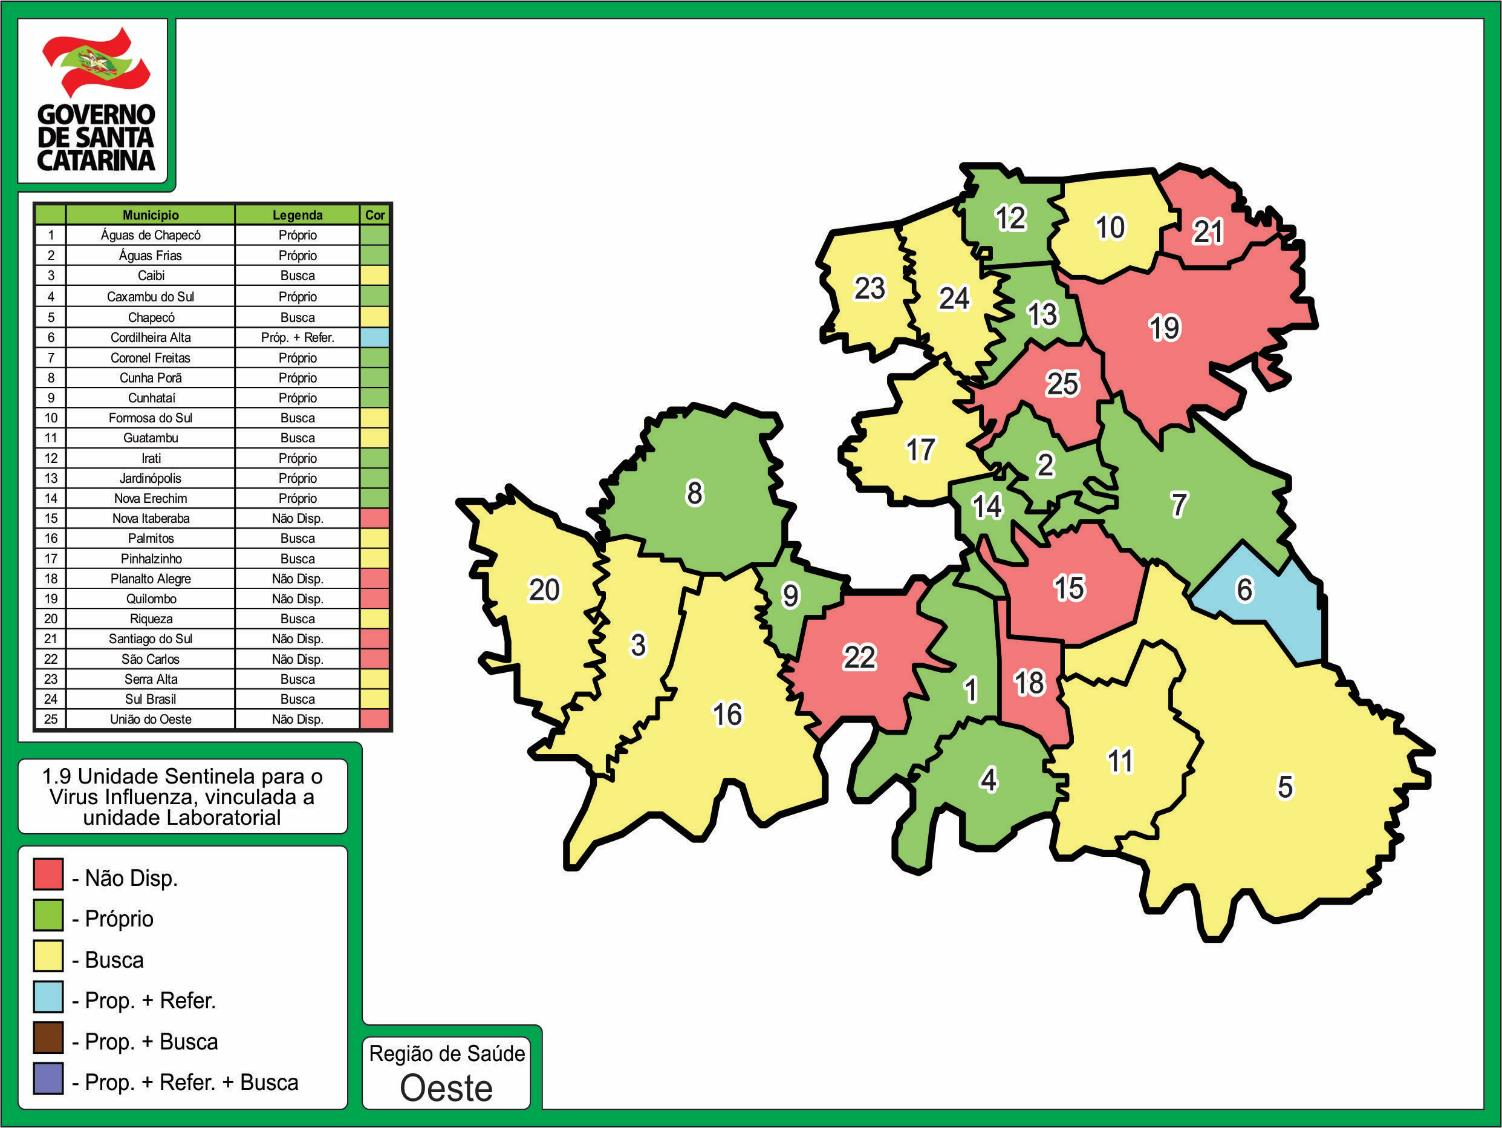 GOVERNO
DE SANTA
CATARINA
Município Legenda Cor
1 Águas de Chapecó Próprio
2 Águas Frias Próprio
3 Caibi Busca
4 Caxambu do Sul Próprio
5 Chapecó Busca
6 Cordilheira Alta Próp. + Refer.
7 Coronel Freitas Próprio
8 Cunha Porã Próprio
9 Cunhataí Próprio
10 Formosa do Sul Busca
11 Guatambu Busca
12 Irati Próprio
13 Jardinópolis Próprio
14 Nova Erechim Próprio
15 Nova Itaberaba Não Disp.
16 Palmitos Busca
17 Pinhalzinho Busca
18 Planalto Alegre Não Disp.
19 Quilombo Não Disp.
20 Riqueza Busca
21 Santiago do Sul Não Disp.
22 São Carlos Não Disp.
23 Serra Alta Busca
24 Sul Brasil Busca
25 União do Oeste Não Disp.
1.9 Unidade Sentinela para o
Virus Influenza, vinculada a
unidade Laboratorial
- Não Disp.
- Próprio
- Busca
- Prop. + Refer.
- Prop. + Busca
- Prop. + Refer. + Busca
Região de Saúde
Oeste
12
10
21
23
24
13
19
25
17
2
8
14
7
20
9
15
6
3
22
1
18
16
4
11
5